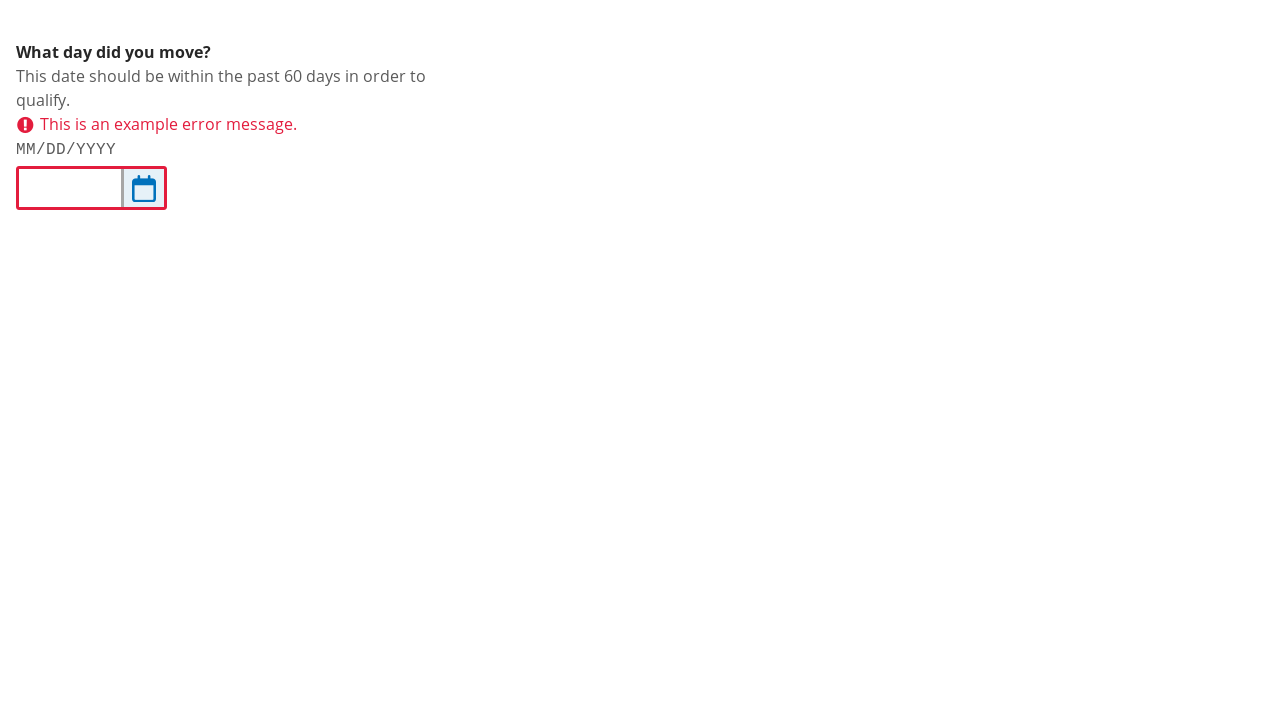 What day did you move?
This date should be within the past 60 days in order to
qualify.
This is an example error message.
MM/DD/YYYY